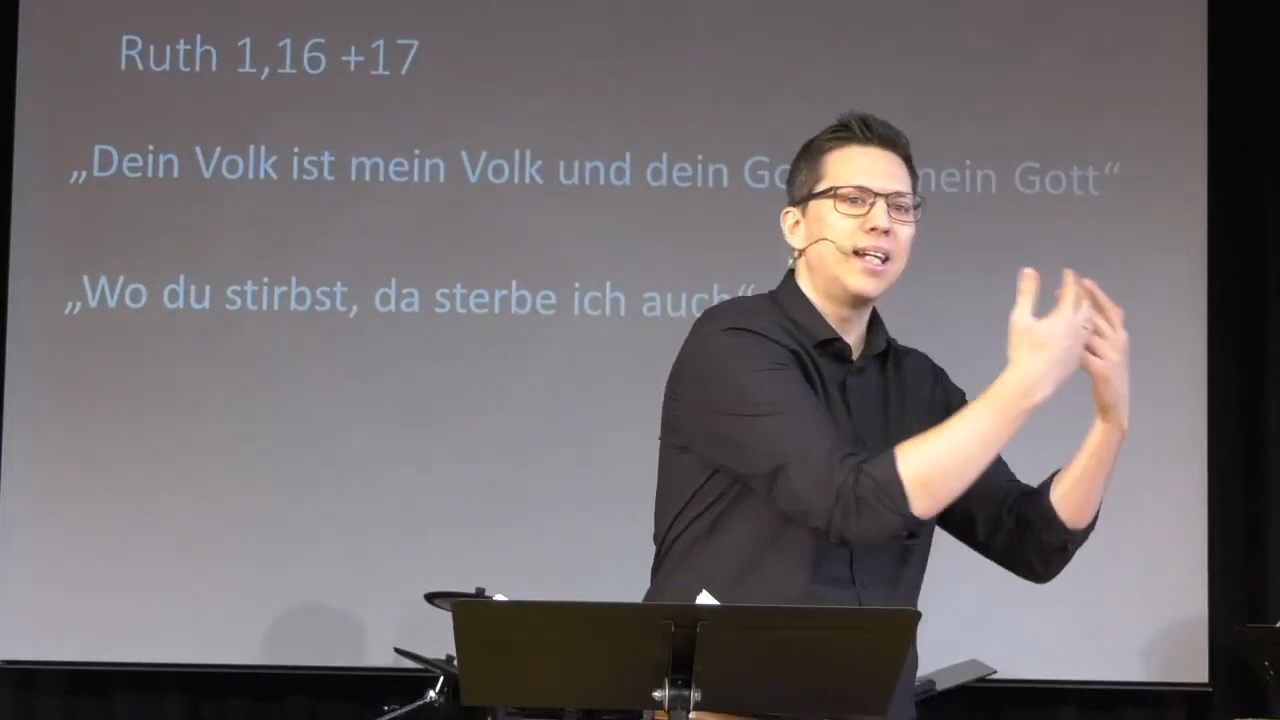 Ruth 1,16 +17
„Dein Volk ist mein Volk und dein Gott mein Gott“
„Wo du stirbst, da sterbe ich auch“